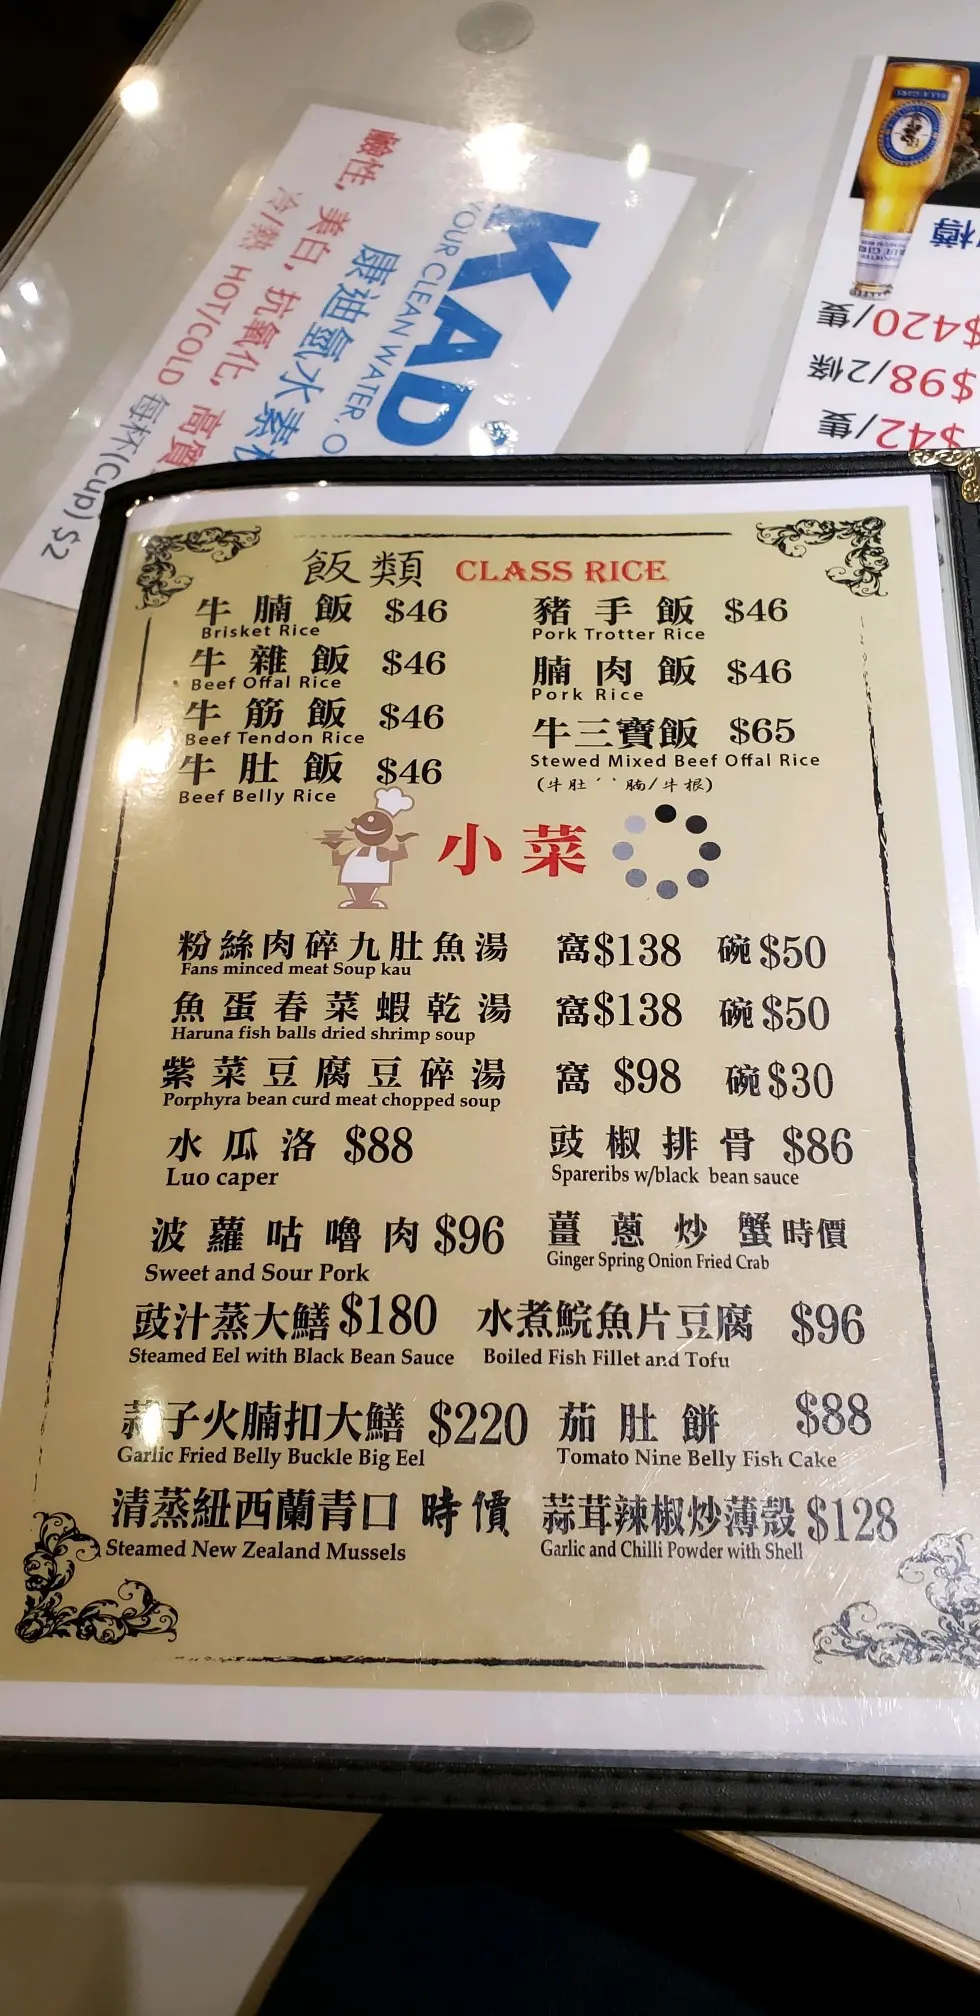 KAD
YOUR CLEAN WATER, O
康迪氫水素
鹼性, 美白, 抗氧化, 高質
冷/熱 HOT/COLD 每杯(Cup) $2
樽
$420/隻
$98/2條
$42/隻
飯類 CLASS RICE
牛腩飯 $46 豬手飯 $46
Brisket Rice Pork Trotter Rice
牛雜飯 $46 腩肉飯 $46
Beef Offal Rice Pork Rice
牛筋飯 $46 牛三寶飯 $65
Beef Tendon Rice Stewed Mixed Beef Offal Rice
牛肚飯 $46
Beef Belly Rice
小菜
粉絲肉碎九肚魚湯 窩$138 碗$50
Fans minced meat Soup kau
魚蛋春菜蝦乾湯 窩$138 碗$50
Haruna fish balls dried shrimp soup
紫菜豆腐豆碎湯 窩 $98 碗$30
Porphyra bean curd meat chopped soup
水瓜洛 $88 豉椒排骨 $86
Luo caper Spareribs w/black bean sauce
波蘿咕嚕肉 $96 薑蔥炒蟹 時價
Sweet and Sour Pork Ginger Spring Onion Fried Crab
豉汁蒸大鱔 $180 水煮鯇魚片豆腐 $96
Steamed Eel with Black Bean Sauce Boiled Fish Fillet and Tofu
蒜子火腩扣大鱔 $220 茄肚餅 $88
Garlic Fried Belly Buckle Big Eel Tomato Nine Belly Fish Cake
清蒸紐西蘭青口 時價 蒜茸辣椒炒薄殼 $128
Steamed New Zealand Mussels Garlic and Chilli Powder with Shell